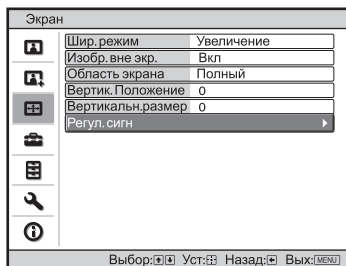 Экран
Шир.режим Увеличение
Изобр.вне экр. Вкл
Область экрана Полный
Вертик.Положение 0
Вертикальн.размер 0
Регул.сигн
Выбор: Уст: Назад: Вых:MENU